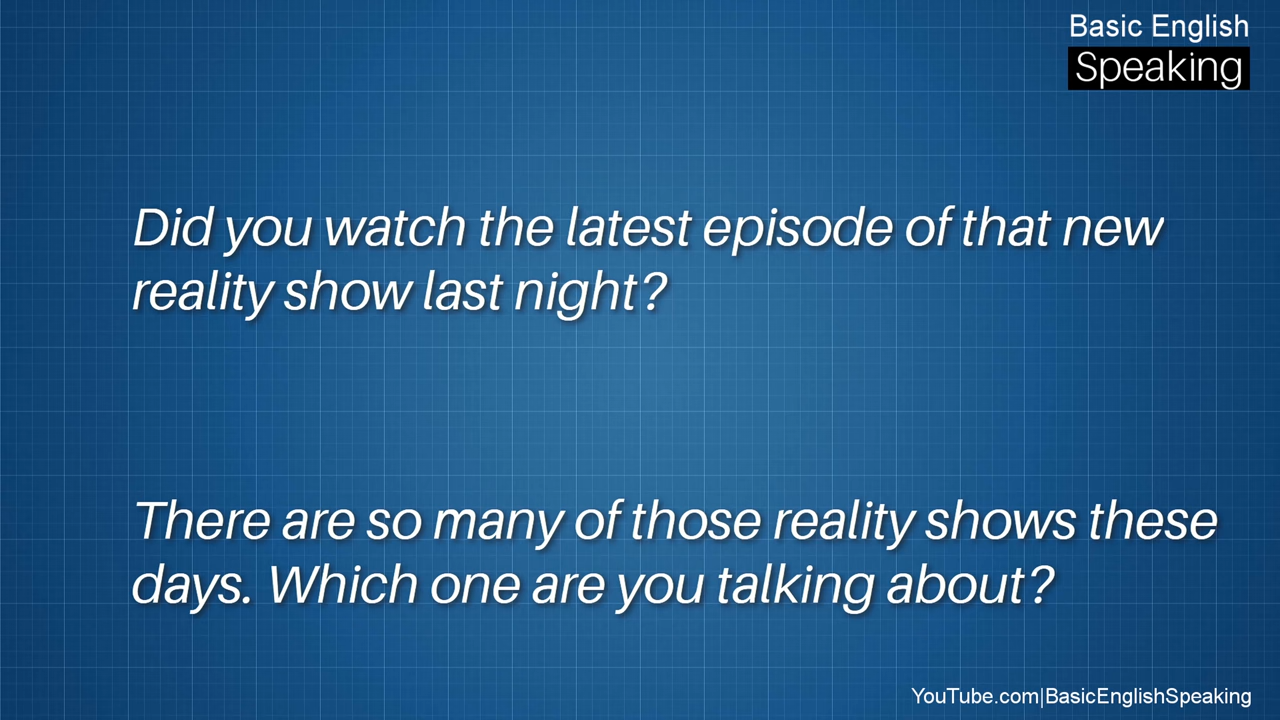 Basic English
Speaking
Did you watch the latest episode of that new
reality show last night?
There are so many of those reality shows these
days. Which one are you talking about?
YouTube.com|BasicEnglishSpeaking